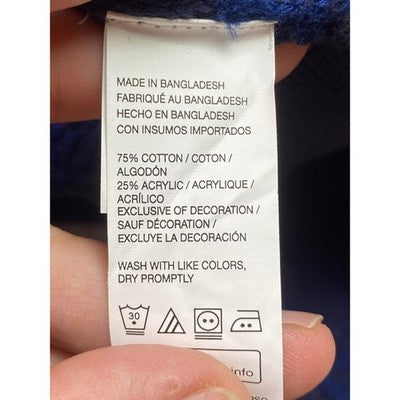 MADE IN BANGLADESH
FABRIQUÉ AU BANGLADESH
HECHO EN BANGLADESH
CON INSUMOS IMPORTADOS
75% COTTON / COTON /
ALGODÓN
25% ACRYLIC / ACRYLIQUE /
ACRÍLICO
EXCLUSIVE OF DECORATION /
SAUF DÉCORATION /
EXCLUYE LA DECORACIÓN
WASH WITH LIKE COLORS,
DRY PROMPTLY
30
info